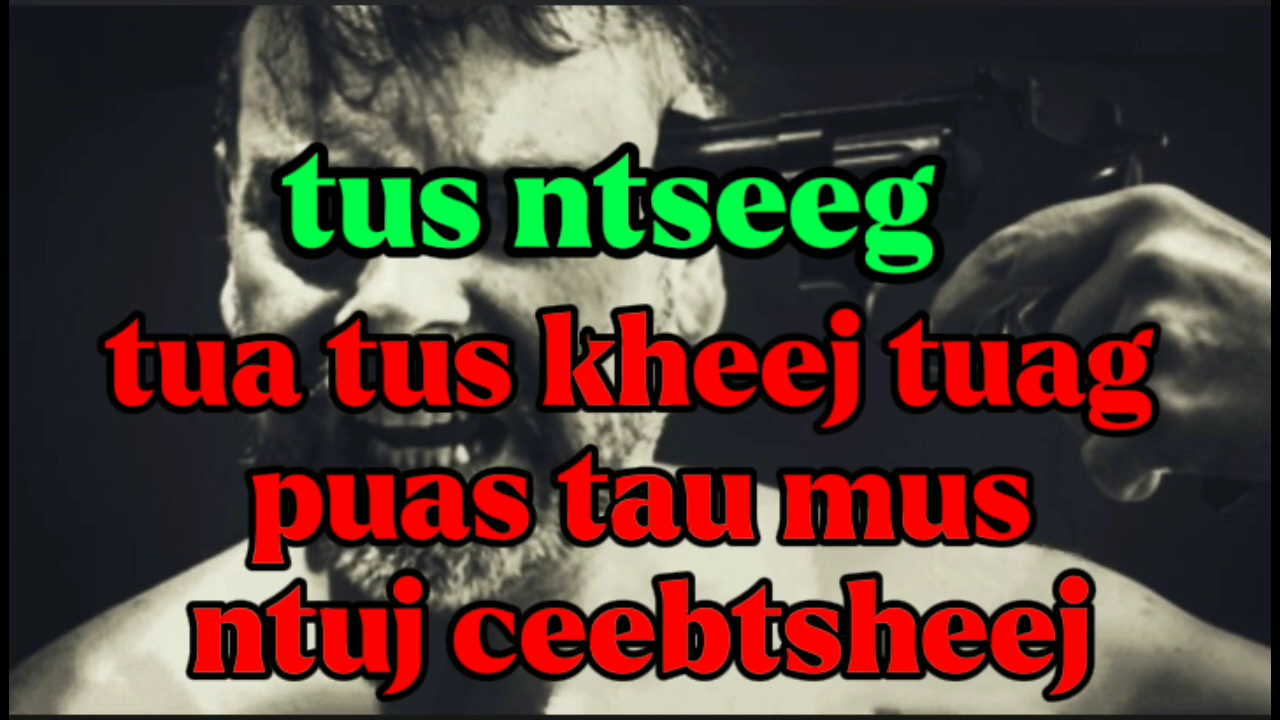 tus ntseeg
tua tus kheej tuag
puas tau mus
ntuj ceebtsheej